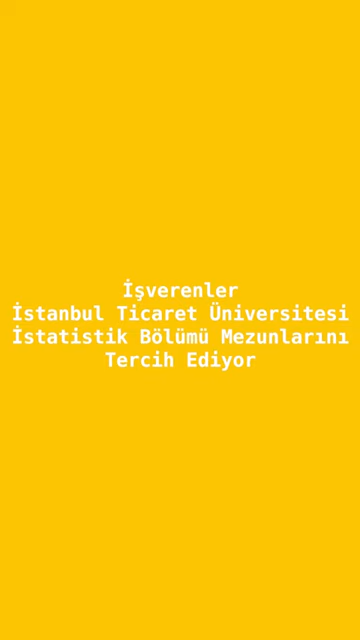 İşverenler
İstanbul Ticaret Üniversitesi
İstatistik Bölümü Mezunlarını
Tercih Ediyor